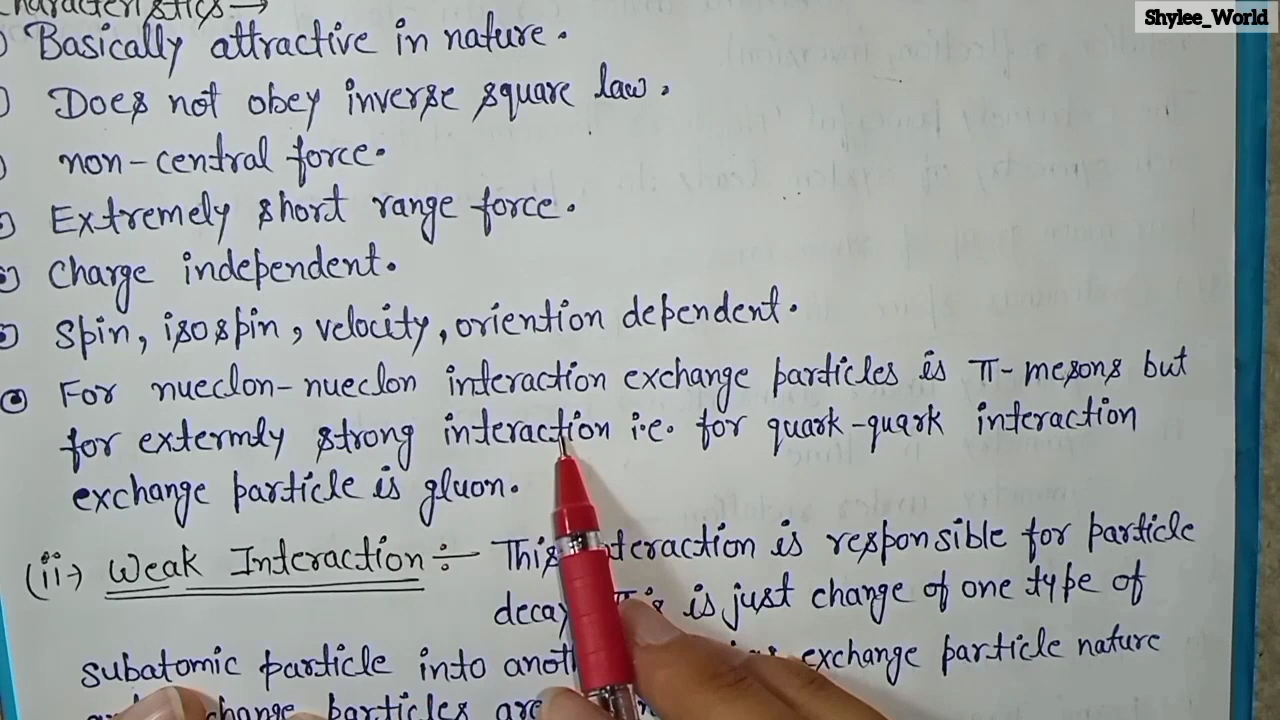 Characteristics →
Shylee_World
Basically attractive in nature.
Does not obey inverse square law.
non-central force.
Extremely short range force.
Charge independent.
Spin, isospin, velocity, oriention dependent.
For nueclon-nueclon interaction exchange particles is π-mesons but
for extermly strong interaction i.e. for quark-quark interaction
exchange particle is gluon.
(ii) Weak Interaction :- This interaction is responsible for particle
decay. is just change of one type of
subatomic particle into exchange particle nature
particles are